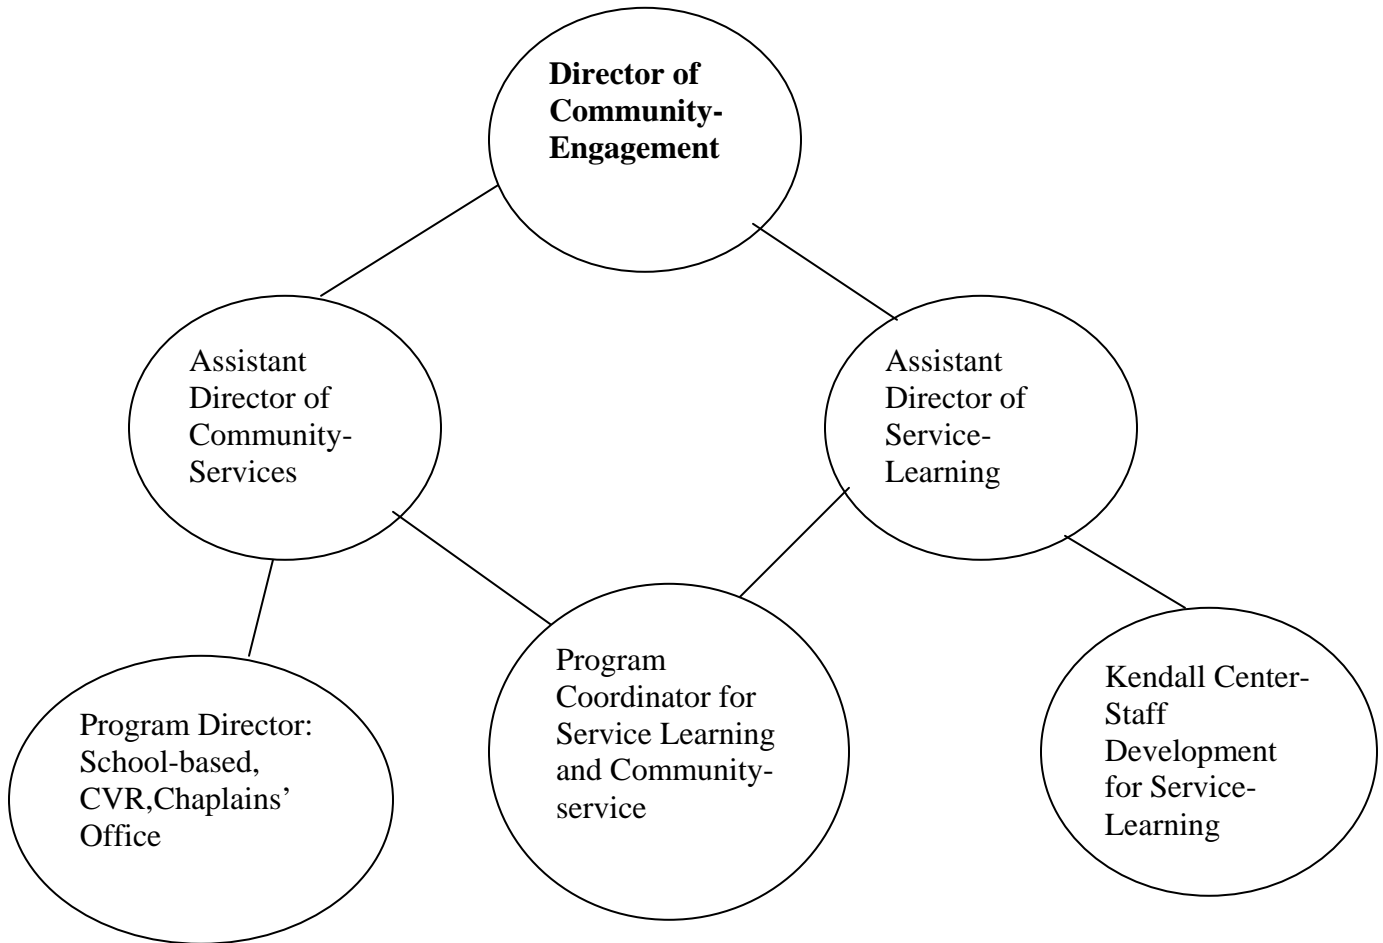 Director of
Community-
Engagement
Assistant
Director of
Community-
Services
Assistant
Director of
Service-
Learning
Program Director:
School-based,
CVR,Chaplains’
Office
Program
Coordinator for
Service Learning
and Community-
service
Kendall Center-
Staff
Development
for Service-
Learning